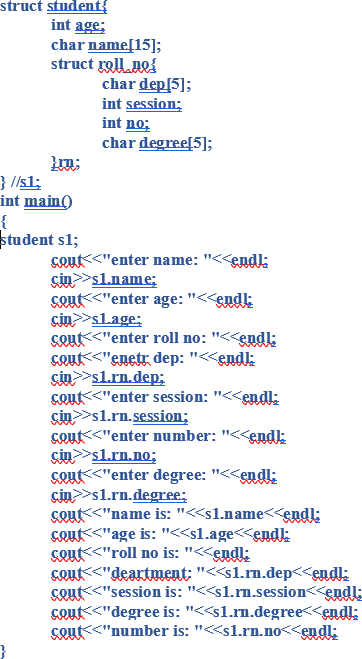 struct student{
int age;
char name[15];
struct roll_no{
char dep[5];
int session;
int no;
char degree[5];
}rn;
} //s1;
int main()
{
student s1;
cout<<"enter name: "<<endl;
cin>>s1.name;
cout<<"enter age: "<<endl;
cin>>s1.age;
cout<<"enter roll no: "<<endl;
cout<<"enetr dep: "<<endl;
cin>>s1.rn.dep;
cout<<"enter session: "<<endl;
cin>>s1.rn.session;
cout<<"enter number: "<<endl;
cin>>s1.rn.no;
cout<<"enter degree: "<<endl;
cin>>s1.rn.degree;
cout<<"name is: "<<s1.name<<endl;
cout<<"age is: "<<s1.age<<endl;
cout<<"roll no is: "<<endl;
cout<<"deartment: "<<s1.rn.dep<<endl;
cout<<"session is: "<<s1.rn.session<<endl;
cout<<"degree is: "<<s1.rn.degree<<endl;
cout<<"number is: "<<s1.rn.no<<endl;
}